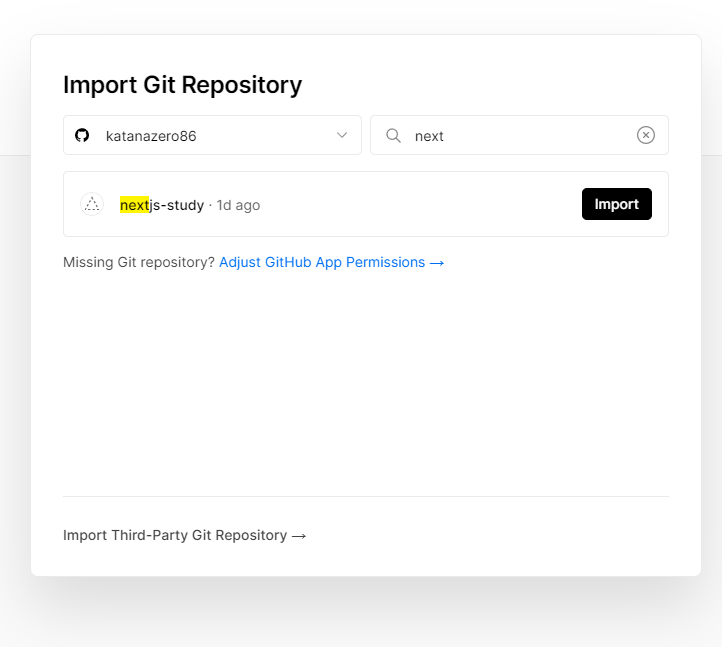 Import Git Repository
katanazero86
next
nextjs-study · 1d ago
Import
Missing Git repository? Adjust GitHub App Permissions →
Import Third-Party Git Repository →